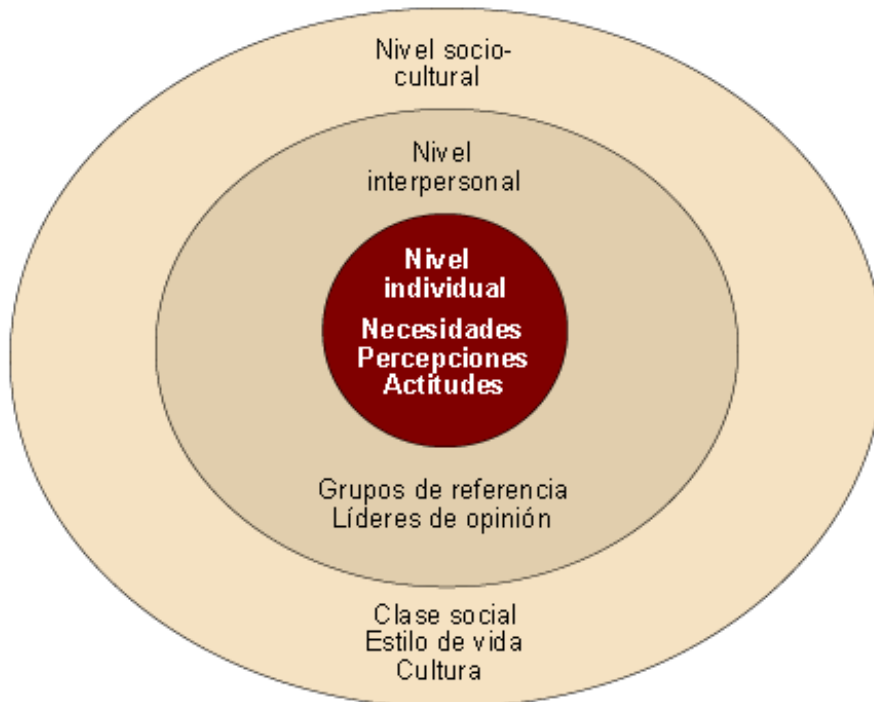 Nivel socio-
cultural
Nivel
interpersonal
Nivel
individual
Necesidades
Percepciones
Actitudes
Grupos de referencia
Líderes de opinión
Clase social
Estilo de vida
Cultura